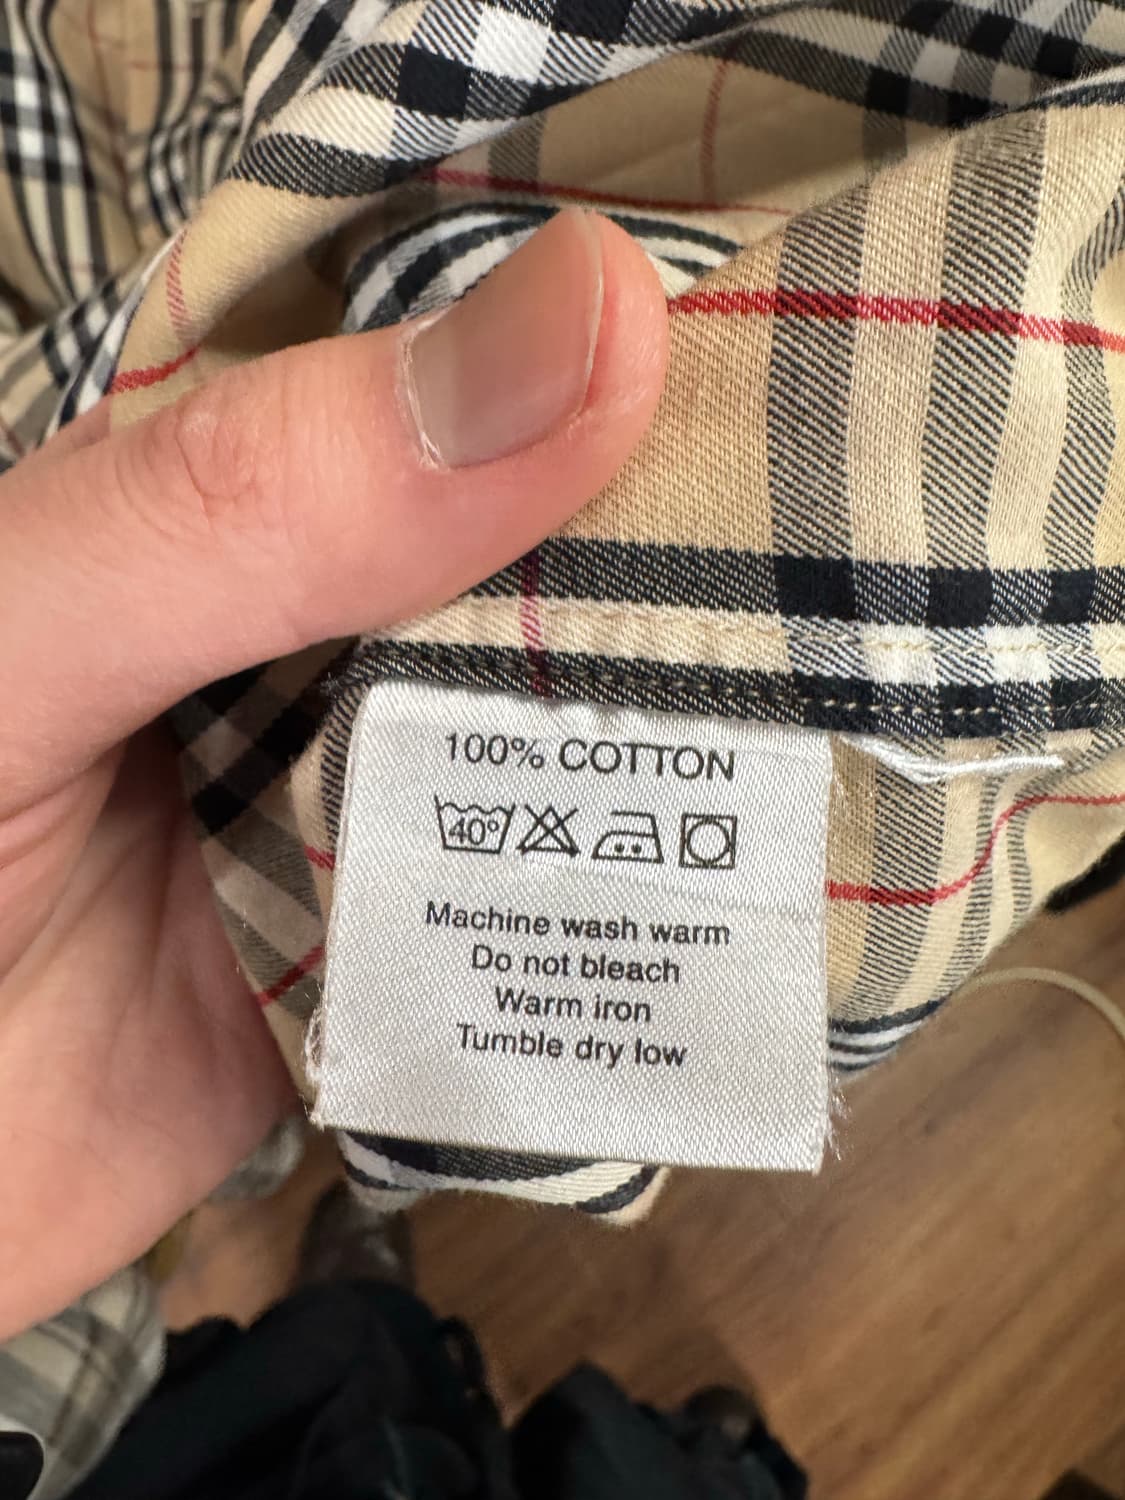 100% COTTON
40°
Machine wash warm
Do not bleach
Warm iron
Tumble dry low